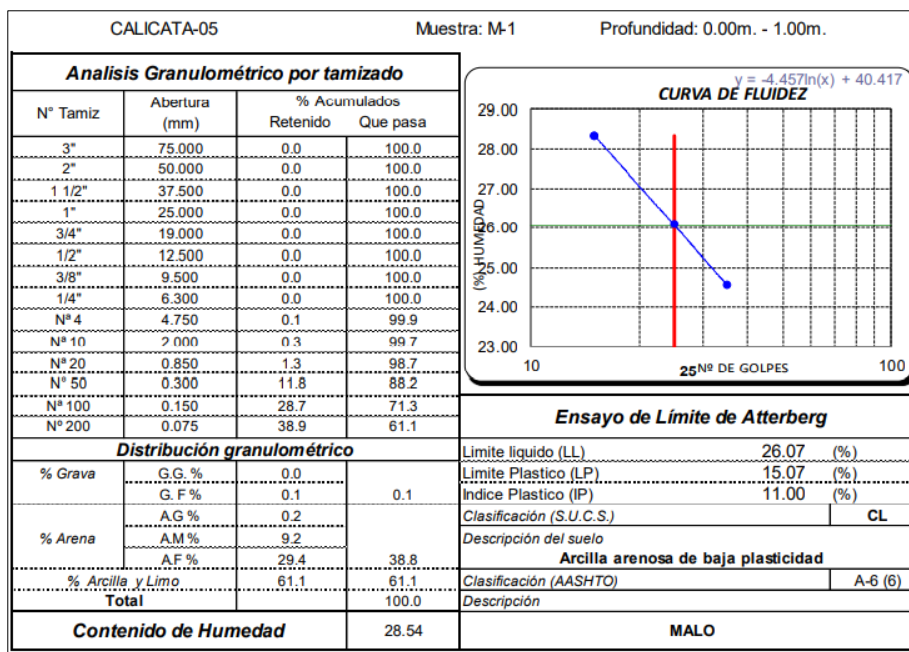 CALICATA-05 Muestra: M-1 Profundidad: 0.00m. - 1.00m.
Analisis Granulométrico por tamizado
N° Tamiz Abertura (mm) % Acumulados
Retenido Que pasa
3" 75.000 0.0 100.0
2" 50.000 0.0 100.0
1 1/2" 37.500 0.0 100.0
1" 25.000 0.0 100.0
3/4" 19.000 0.0 100.0
1/2" 12.500 0.0 100.0
3/8" 9.500 0.0 100.0
1/4" 6.300 0.0 100.0
Nª 4 4.750 0.1 99.9
Nª 10 2.000 0.3 99.7
Nª 20 0.850 1.3 98.7
N° 50 0.300 11.8 88.2
Nª 100 0.150 28.7 71.3
Nº 200 0.075 38.9 61.1
Distribución granulométrico
% Grava G.G. % 0.0
G. F % 0.1 0.1
% Arena A.G % 0.2
A.M % 9.2
A.F % 29.4 38.8
% Arcilla y Limo 61.1 61.1
Total 100.0
Contenido de Humedad 28.54
y = -4.457ln(x) + 40.417
CURVA DE FLUIDEZ
(%) HUMEDAD
29.00
28.00
27.00
26.00
25.00
24.00
23.00
10 25 Nº DE GOLPES 100
Ensayo de Límite de Atterberg
Limite liquido (LL) 26.07 (%)
Limite Plastico (LP) 15.07 (%)
Indice Plastico (IP) 11.00 (%)
Clasificación (S.U.C.S.) CL
Descripción del suelo
Arcilla arenosa de baja plasticidad
Clasificación (AASHTO) A-6 (6)
Descripción
MALO